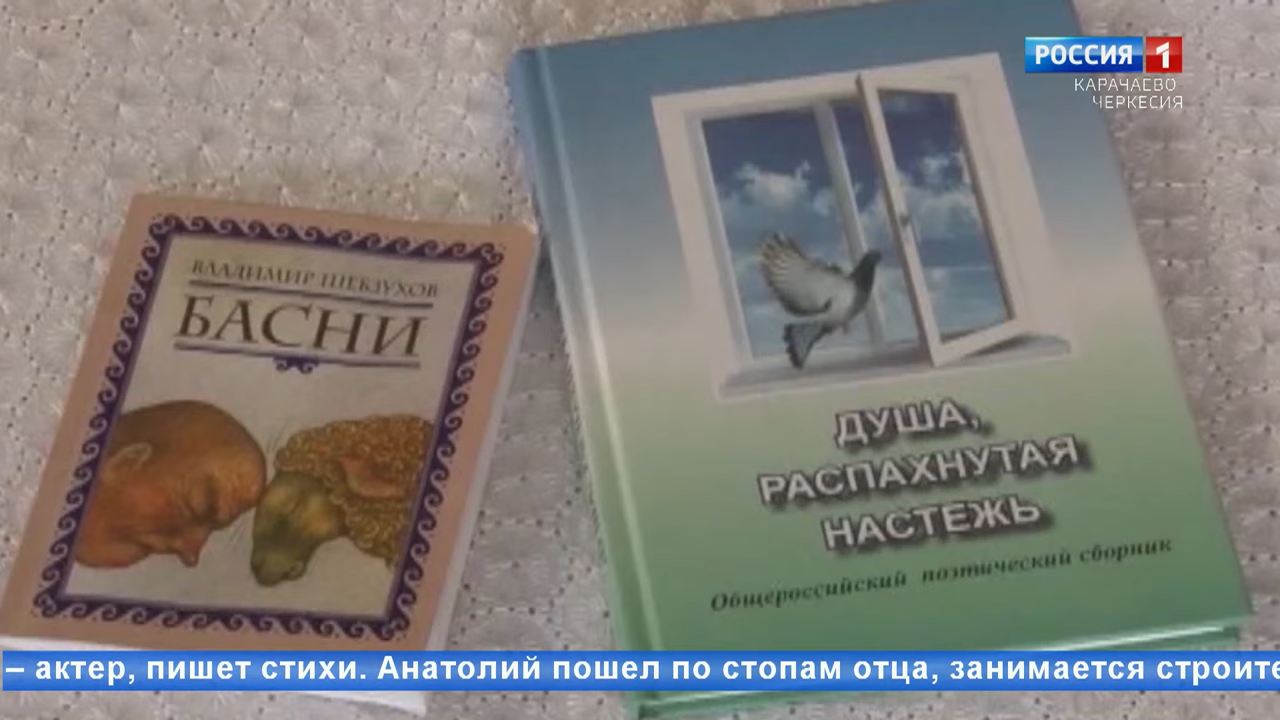 РОССИЯ 1
КАРАЧАЕВО
ЧЕРКЕСИЯ
ВЛАДИМИР ШЕБЗУХОВ
БАСНИ
ДУША,
РАСПАХНУТАЯ
НАСТЕЖЬ
Общероссийский поэтический сборник
– актер, пишет стихи. Анатолий пошел по стопам отца, занимается строите